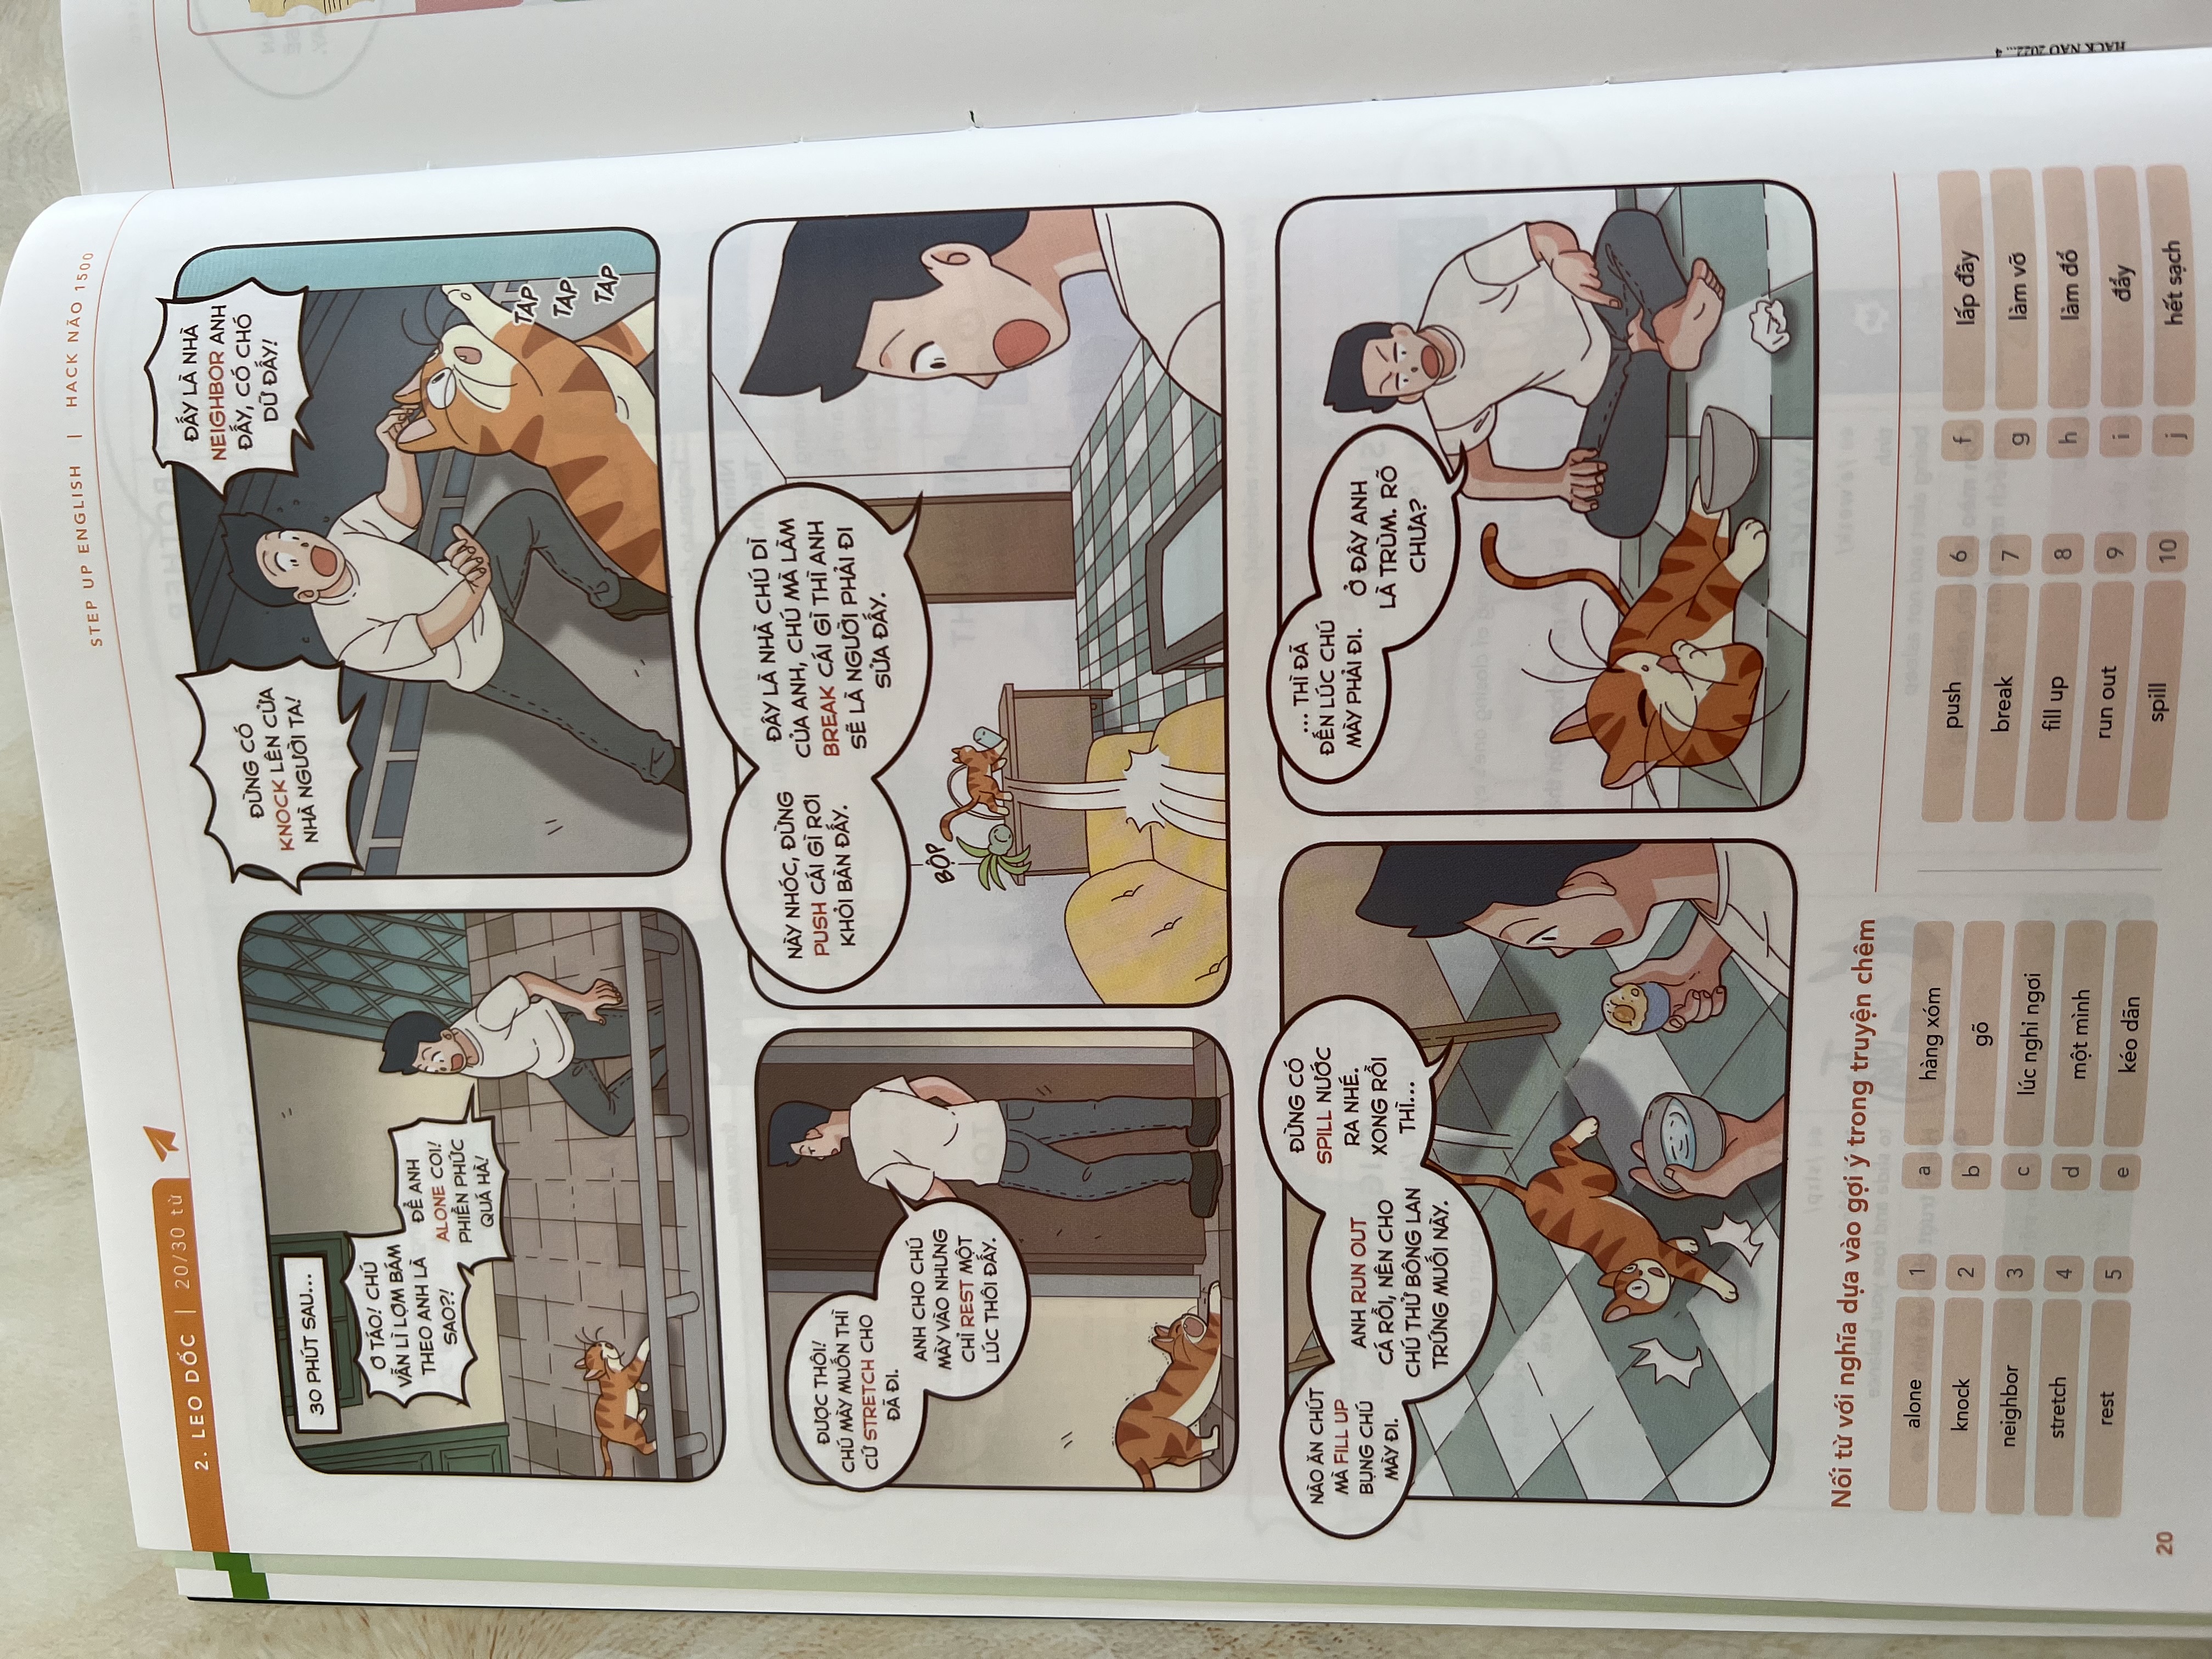 STEP UP ENGLISH | HACK NÃO 1500
2. LEO DỐC | 20/30 từ
30 PHÚT SAU...
Ơ TÁO! CHÚ
VẪN LÌ LỢM BÁM
THEO ANH LÀ
SAO?!
ĐỂ ANH
ALONE COI!
PHIỀN PHỨC
QUÁ HÀ!
ĐỪNG CÓ
KNOCK LÊN CỬA
NHÀ NGƯỜI TA!
ĐẤY LÀ NHÀ
NEIGHBOR ANH
ĐẤY, CÓ CHÓ
DỮ ĐẤY!
TAP
TAP
TAP
ĐƯỢC THÔI!
CHÚ MÀY MUỐN THÌ
CỨ STRETCH CHO
ĐÃ ĐI.
ANH CHO CHÚ
MÀY VÀO NHƯNG
CHỈ REST MỘT
LÚC THÔI ĐẤY.
NÀY NHÓC, ĐỪNG
PUSH CÁI GÌ RƠI
KHỎI BÀN ĐẤY.
ĐÂY LÀ NHÀ CHÚ DÌ
CỦA ANH, CHÚ MÀ LÀM
BREAK CÁI GÌ THÌ ANH
SẼ LÀ NGƯỜI PHẢI ĐI
SỬA ĐẤY.
BỘP
NÀO ĂN CHÚT
MÀ FILL UP
BỤNG CHÚ
MÀY ĐI.
ANH RUN OUT
CÁ RỒI, NÊN CHO
CHÚ THỬ BÔNG LAN
TRỨNG MUỐI NÀY.
ĐỪNG CÓ
SPILL NƯỚC
RA NHÉ.
XONG RỒI
THÌ...
... THÌ ĐÃ
ĐẾN LÚC CHÚ
MÀY PHẢI ĐI.
Ở ĐÂY ANH
LÀ TRÙM. RÕ
CHƯA?
Nối từ với nghĩa dựa vào gợi ý trong truyện chêm
alone 1 a hàng xóm
knock 2 b gõ
neighbor 3 c lúc nghỉ ngơi
stretch 4 d một mình
rest 5 e kéo dãn
push 6 f lấp đầy
break 7 g làm vỡ
fill up 8 h làm đổ
run out 9 i đẩy
spill 10 j hết sạch
20
HACK NAO 2022... 4